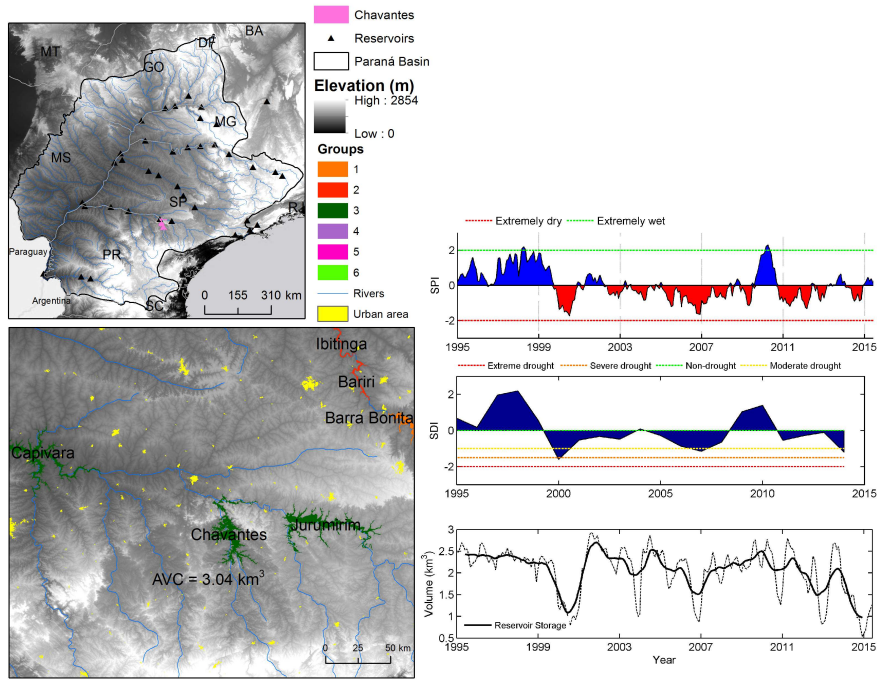 Chavantes
Reservoirs
Paraná Basin
Elevation (m)
High : 2854
Low : 0
Groups
1
2
3
4
5
6
Rivers
Urban area
MT
DF
BA
GO
MG
MS
SP
R
PR
Paraguay
Argentina
SC
0 155 310 km
Ibitinga
Bariri
Barra Bonita
Capivara
Chavantes
Jurumirim
AVC = 3.04 km³
0 25 50 km
Extremely dry
Extremely wet
SPI
2
0
-2
1995 1999 2003 2007 2011 2015
Extreme drought Severe drought Non-drought Moderate drought
SDI
2
0
-2
1995 2000 2005 2010 2015
Volume (km³)
3
2.5
2
1.5
1
0.5
Reservoir Storage
1995 1999 2003 2007 2011 2015
Year